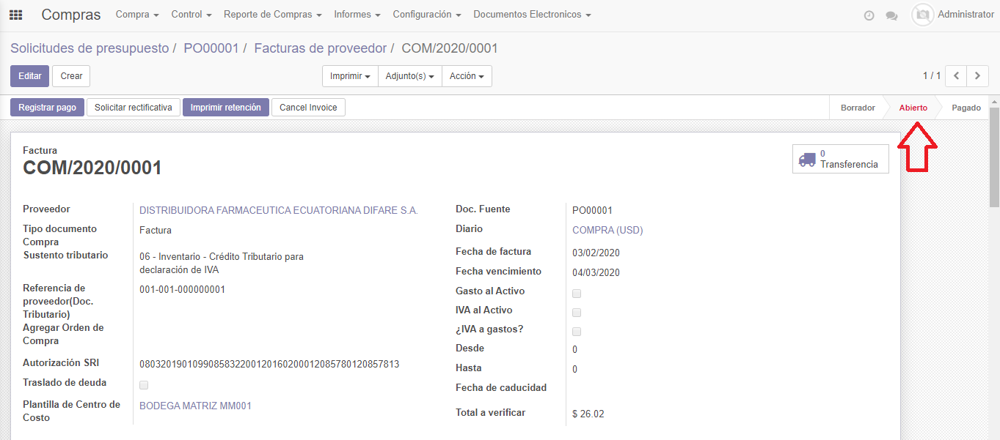 Compras Compra Control Reporte de Compras Informes Configuración Documentos Electronicos Administrator
Solicitudes de presupuesto / PO00001 / Facturas de proveedor / COM/2020/0001
Editar Crear Imprimir Adjunto(s) Acción 1 / 1
Registrar pago Solicitar rectificativa Imprimir retención Cancel Invoice Borrador Abierto Pagado
Factura
COM/2020/0001
0
Transferencia
Proveedor DISTRIBUIDORA FARMACEUTICA ECUATORIANA DIFARE S.A.
Tipo documento
Compra
Factura
Sustento tributario
06 - Inventario - Crédito Tributario para
declaración de IVA
Referencia de
proveedor(Doc.
Tributario)
001-001-000000001
Agregar Orden de
Compra
Autorización SRI 0803201901099085832200120160200012085780120857813
Traslado de deuda
Plantilla de Centro de
Costo
BODEGA MATRIZ MM001
Doc. Fuente PO00001
Diario COMPRA (USD)
Fecha de factura 03/02/2020
Fecha vencimiento 04/03/2020
Gasto al Activo
IVA al Activo
¿IVA a gastos?
Desde 0
Hasta 0
Fecha de caducidad
Total a verificar $ 26.02